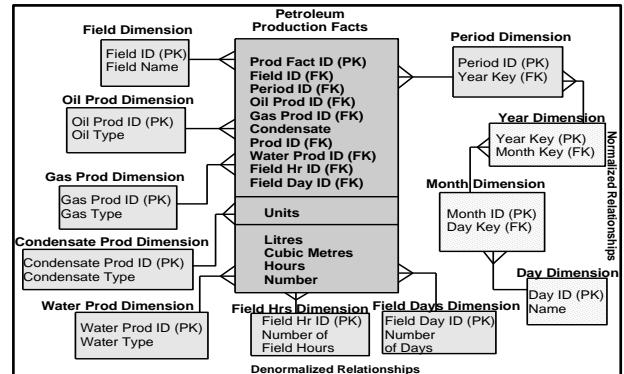 Petroleum
Production Facts
Field Dimension
Field ID (PK)
Field Name
Oil Prod Dimension
Oil Prod ID (PK)
Oil Type
Gas Prod Dimension
Gas Prod ID (PK)
Gas Type
Condensate Prod Dimension
Condensate Prod ID (PK)
Condensate Type
Water Prod Dimension
Water Prod ID (PK)
Water Type
Prod Fact ID (PK)
Field ID (FK)
Period ID (FK)
Oil Prod ID (FK)
Gas Prod ID (FK)
Condensate
Prod ID (FK)
Water Prod ID (FK)
Field Hr ID (FK)
Field Day ID (FK)
Units
Litres
Cubic Metres
Hours
Number
Field Hrs Dimension
Field Hr ID (PK)
Number of
Field Hours
Field Days Dimension
Field Day ID (PK)
Number
of Days
Period Dimension
Period ID (PK)
Year Key (FK)
Year Dimension
Year Key (PK)
Month Key (FK)
Month Dimension
Month ID (PK)
Day Key (FK)
Day Dimension
Day ID (PK)
Name
Normalized Relationships
Denormalized Relationships